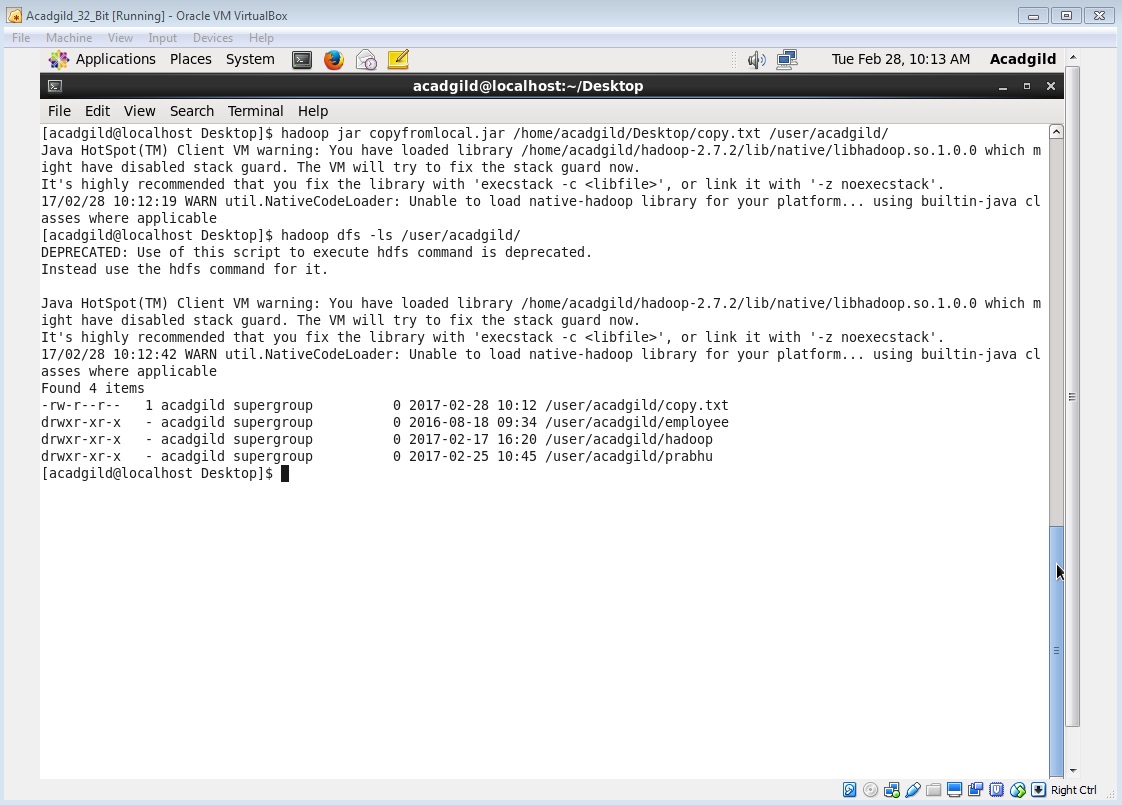 Acadgild_32_Bit [Running] - Oracle VM VirtualBox
File Machine View Input Devices Help
Applications Places System Tue Feb 28, 10:13 AM Acadgild
acadgild@localhost:~/Desktop
File Edit View Search Terminal Help
[acadgild@localhost Desktop]$ hadoop jar copyfromlocal.jar /home/acadgild/Desktop/copy.txt /user/acadgild/
Java HotSpot(TM) Client VM warning: You have loaded library /home/acadgild/hadoop-2.7.2/lib/native/libhadoop.so.1.0.0 which m
ight have disabled stack guard. The VM will try to fix the stack guard now.
It's highly recommended that you fix the library with 'execstack -c <libfile>', or link it with '-z noexecstack'.
17/02/28 10:12:19 WARN util.NativeCodeLoader: Unable to load native-hadoop library for your platform... using builtin-java cl
asses where applicable
[acadgild@localhost Desktop]$ hadoop dfs -ls /user/acadgild/
DEPRECATED: Use of this script to execute hdfs command is deprecated.
Instead use the hdfs command for it.
Java HotSpot(TM) Client VM warning: You have loaded library /home/acadgild/hadoop-2.7.2/lib/native/libhadoop.so.1.0.0 which m
ight have disabled stack guard. The VM will try to fix the stack guard now.
It's highly recommended that you fix the library with 'execstack -c <libfile>', or link it with '-z noexecstack'.
17/02/28 10:12:42 WARN util.NativeCodeLoader: Unable to load native-hadoop library for your platform... using builtin-java cl
asses where applicable
Found 4 items
-rw-r--r--   1 acadgild supergroup          0 2017-02-28 10:12 /user/acadgild/copy.txt
drwxr-xr-x   - acadgild supergroup          0 2016-08-18 09:34 /user/acadgild/employee
drwxr-xr-x   - acadgild supergroup          0 2017-02-17 16:20 /user/acadgild/hadoop
drwxr-xr-x   - acadgild supergroup          0 2017-02-25 10:45 /user/acadgild/prabhu
[acadgild@localhost Desktop]$
Right Ctrl